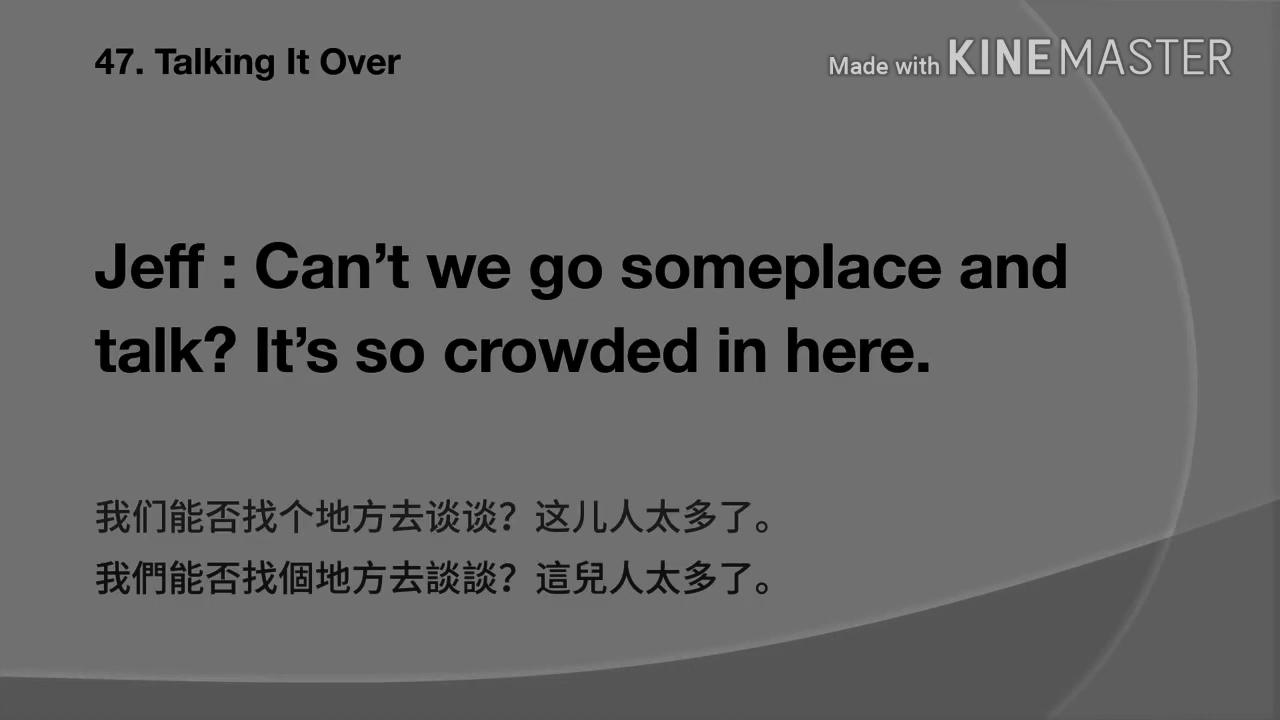 47. Talking It Over
Made with KINEMASTER
Jeff : Can’t we go someplace and
talk? It’s so crowded in here.
我们能否找个地方去谈谈？这儿人太多了。
我們能否找個地方去談談？這兒人太多了。